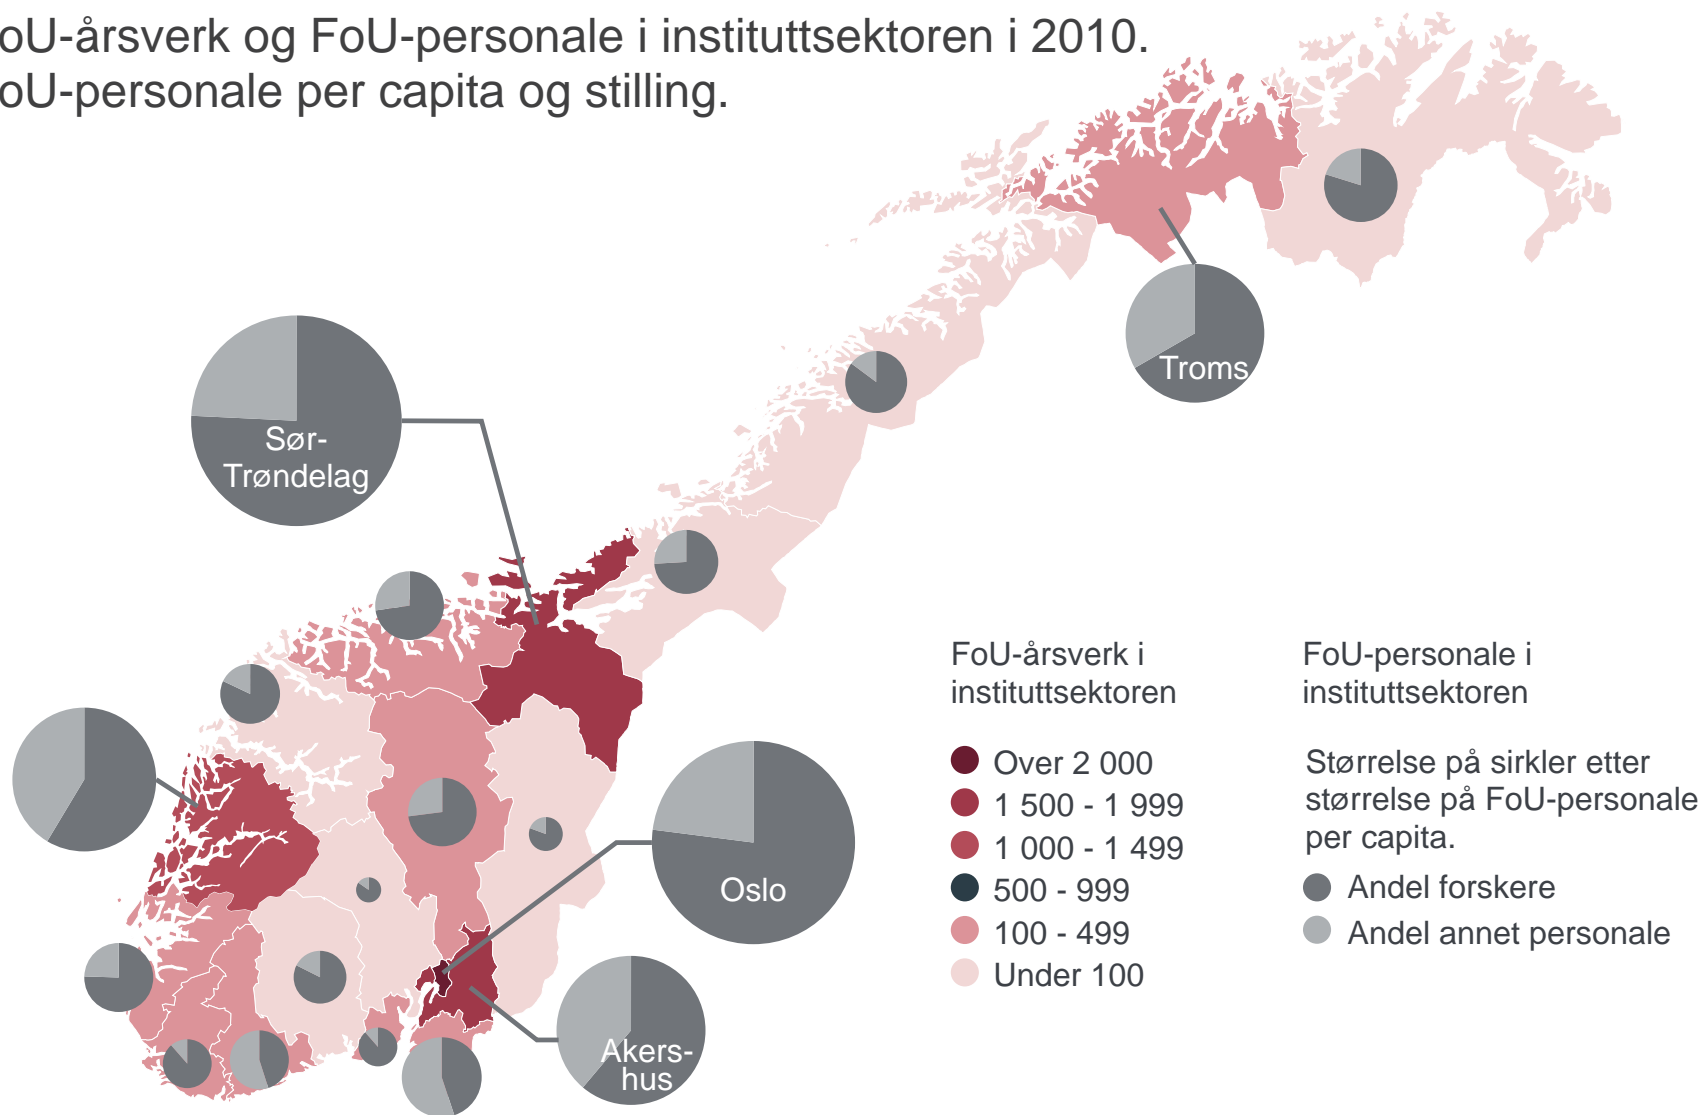 oU-årsverk og FoU-personale i instituttsektoren i 2010.
oU-personale per capita og stilling.
Troms
Sør-
Trøndelag
Oslo
Akers-
hus
FoU-årsverk i
instituttsektoren
Over 2 000
1 500 - 1 999
1 000 - 1 499
500 - 999
100 - 499
Under 100
FoU-personale i
instituttsektoren
Størrelse på sirkler etter
størrelse på FoU-personale
per capita.
Andel forskere
Andel annet personale